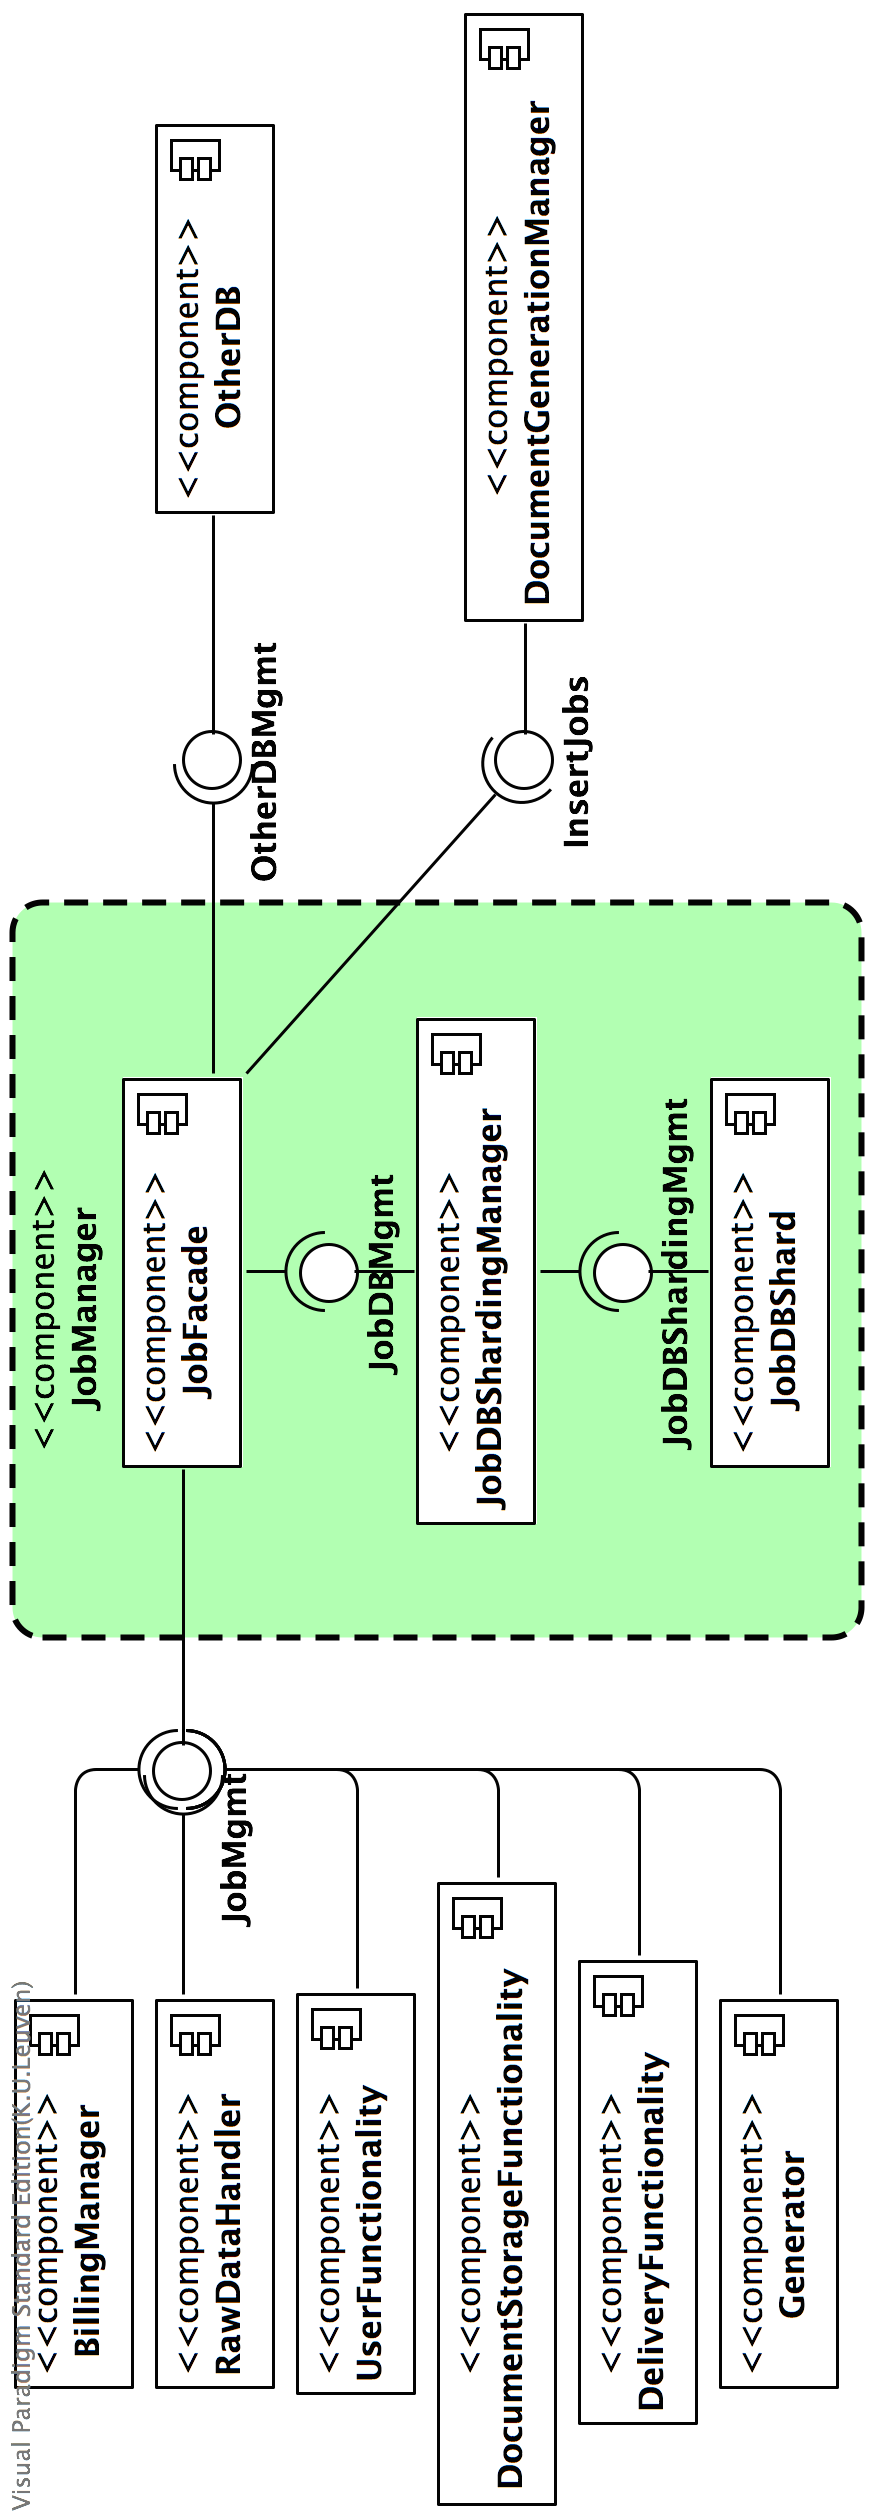 Visual Paradigm Standard Edition(K.U.Leuven)
<<component>>
BillingManager
<<component>>
RawDataHandler
<<component>>
UserFunctionality
<<component>>
DocumentStorageFunctionality
<<component>>
DeliveryFunctionality
<<component>>
Generator
JobMgmt
<<component>>
JobManager
<<component>>
JobFacade
JobDBMgmt
<<component>>
JobDBShardingManager
JobDBShardingMgmt
<<component>>
JobDBShard
OtherDBMgmt
InsertJobs
<<component>>
OtherDB
<<component>>
DocumentGenerationManager